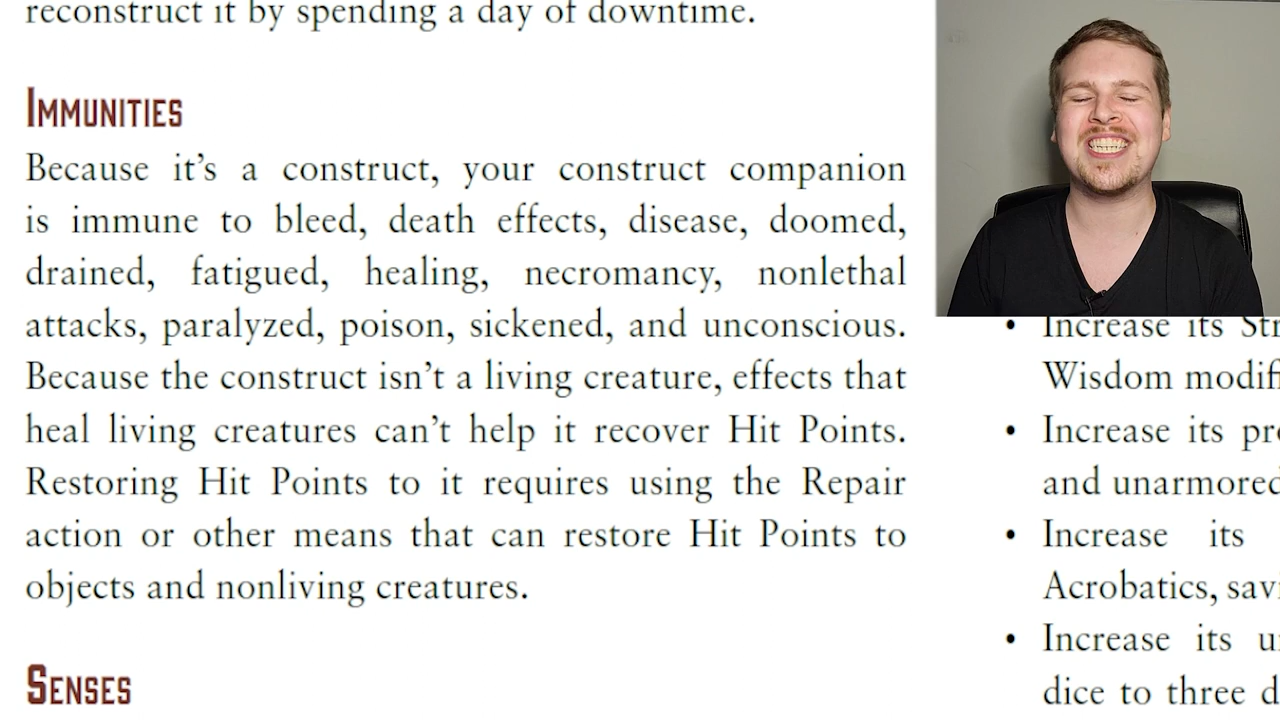 reconstruct it by spending a day of downtime.
IMMUNITIES
Because it’s a construct, your construct companion
is immune to bleed, death effects, disease, doomed,
drained, fatigued, healing, necromancy, nonlethal
attacks, paralyzed, poison, sickened, and unconscious.
Because the construct isn’t a living creature, effects that
heal living creatures can’t help it recover Hit Points.
Restoring Hit Points to it requires using the Repair
action or other means that can restore Hit Points to
objects and nonliving creatures.
SENSES
• Increase its
Wisdom
• Increase its
and unarmored
• Increase its
Acrobatics,
• Increase its
dice to three